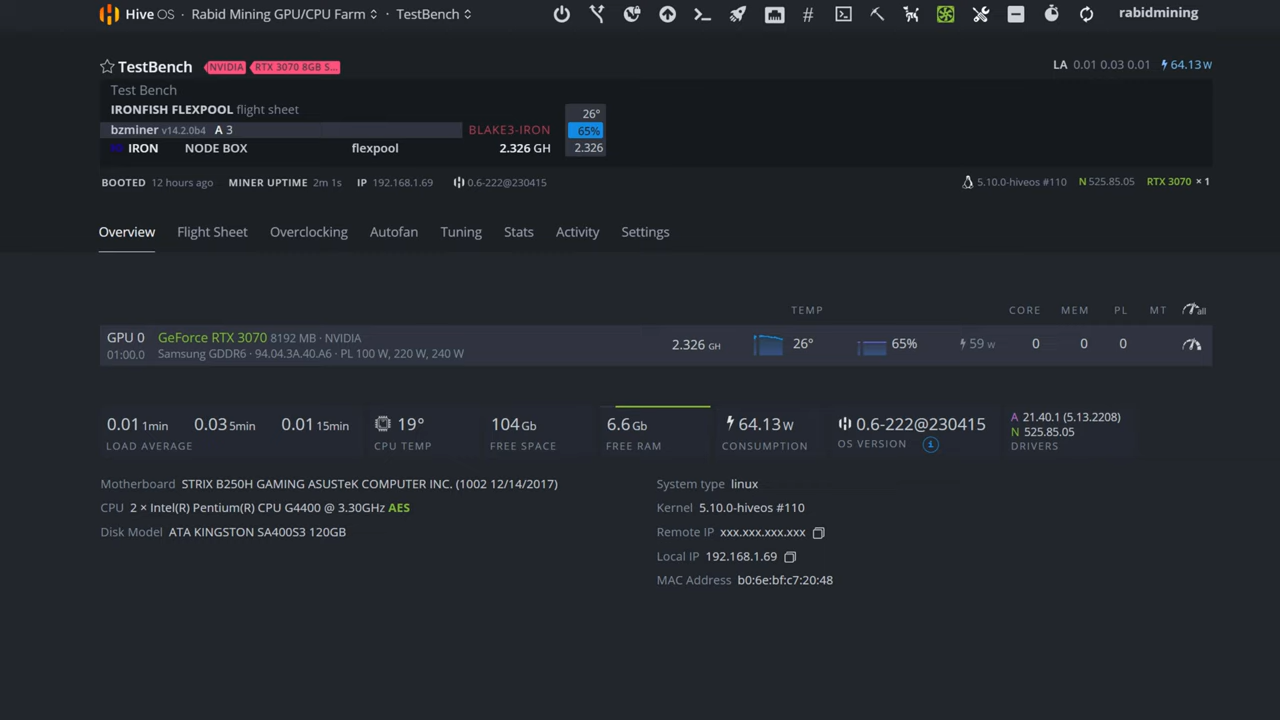 Hive OS · Rabid Mining GPU/CPU Farm · TestBench # rabidmining
TestBench NVIDIA RTX 3070 8GB S... LA 0.01 0.03 0.01 64.13 W
Test Bench
IRONFISH FLEXPOOL flight sheet 26°
bzminer v14.2.0b4 A 3 BLAKE3-IRON 65%
IRON NODE BOX flexpool 2.326 GH 2.326
BOOTED 12 hours ago MINER UPTIME 2m 1s IP 192.168.1.69 0.6-222@230415 5.10.0-hiveos #110 N 525.85.05 RTX 3070 × 1
Overview Flight Sheet Overclocking Autofan Tuning Stats Activity Settings
TEMP CORE MEM PL MT all
GPU 0 GeForce RTX 3070 8192 MB · NVIDIA 2.326 GH 26° 65% 59 W 0 0 0
01:00.0 Samsung GDDR6 · 94.04.3A.40.A6 · PL 100 W, 220 W, 240 W
0.01 1min 0.03 5min 0.01 15min 19° 104 Gb 6.6 Gb 64.13 W 0.6-222@230415 A 21.40.1 (5.13.2208)
N 525.85.05
LOAD AVERAGE CPU TEMP FREE SPACE FREE RAM CONSUMPTION OS VERSION i DRIVERS
Motherboard STRIX B250H GAMING ASUSTeK COMPUTER INC. (1002 12/14/2017) System type linux
CPU 2 × Intel(R) Pentium(R) CPU G4400 @ 3.30GHz AES Kernel 5.10.0-hiveos #110
Disk Model ATA KINGSTON SA400S3 120GB Remote IP xxx.xxx.xxx.xxx
Local IP 192.168.1.69
MAC Address b0:6e:bf:c7:20:48